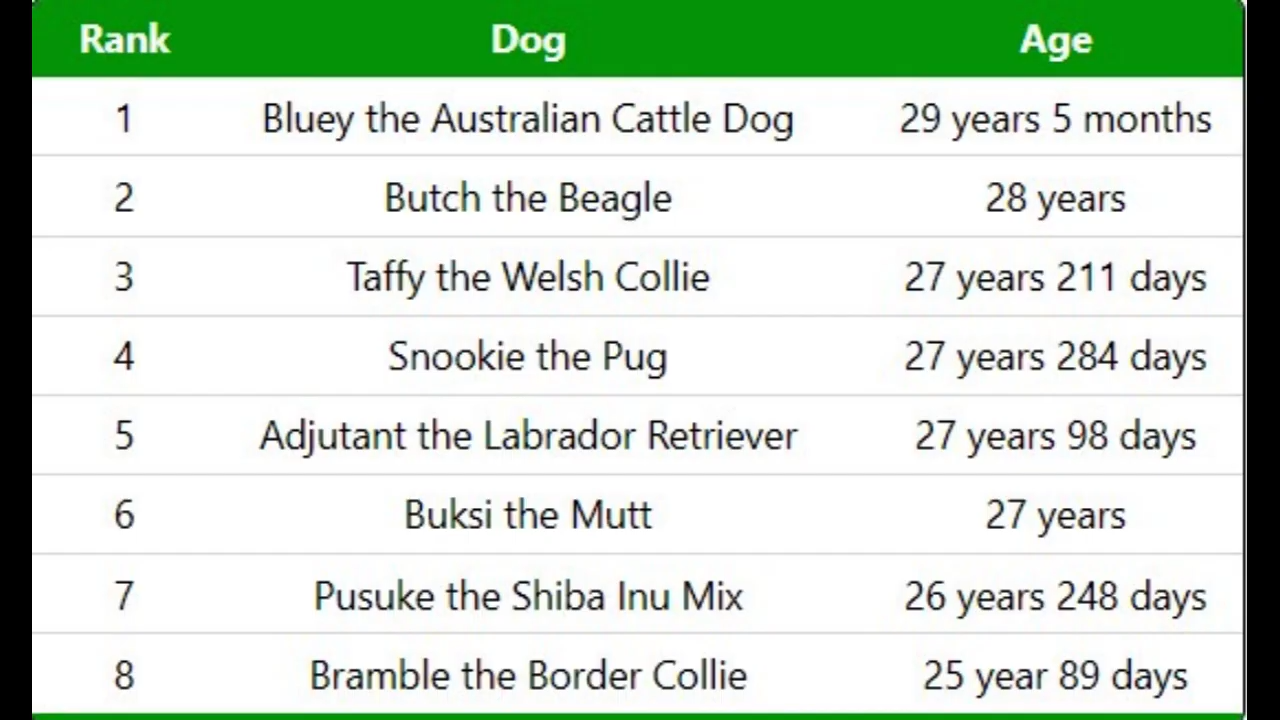 Rank Dog Age
1 Bluey the Australian Cattle Dog 29 years 5 months
2 Butch the Beagle 28 years
3 Taffy the Welsh Collie 27 years 211 days
4 Snookie the Pug 27 years 284 days
5 Adjutant the Labrador Retriever 27 years 98 days
6 Buksi the Mutt 27 years
7 Pusuke the Shiba Inu Mix 26 years 248 days
8 Bramble the Border Collie 25 year 89 days